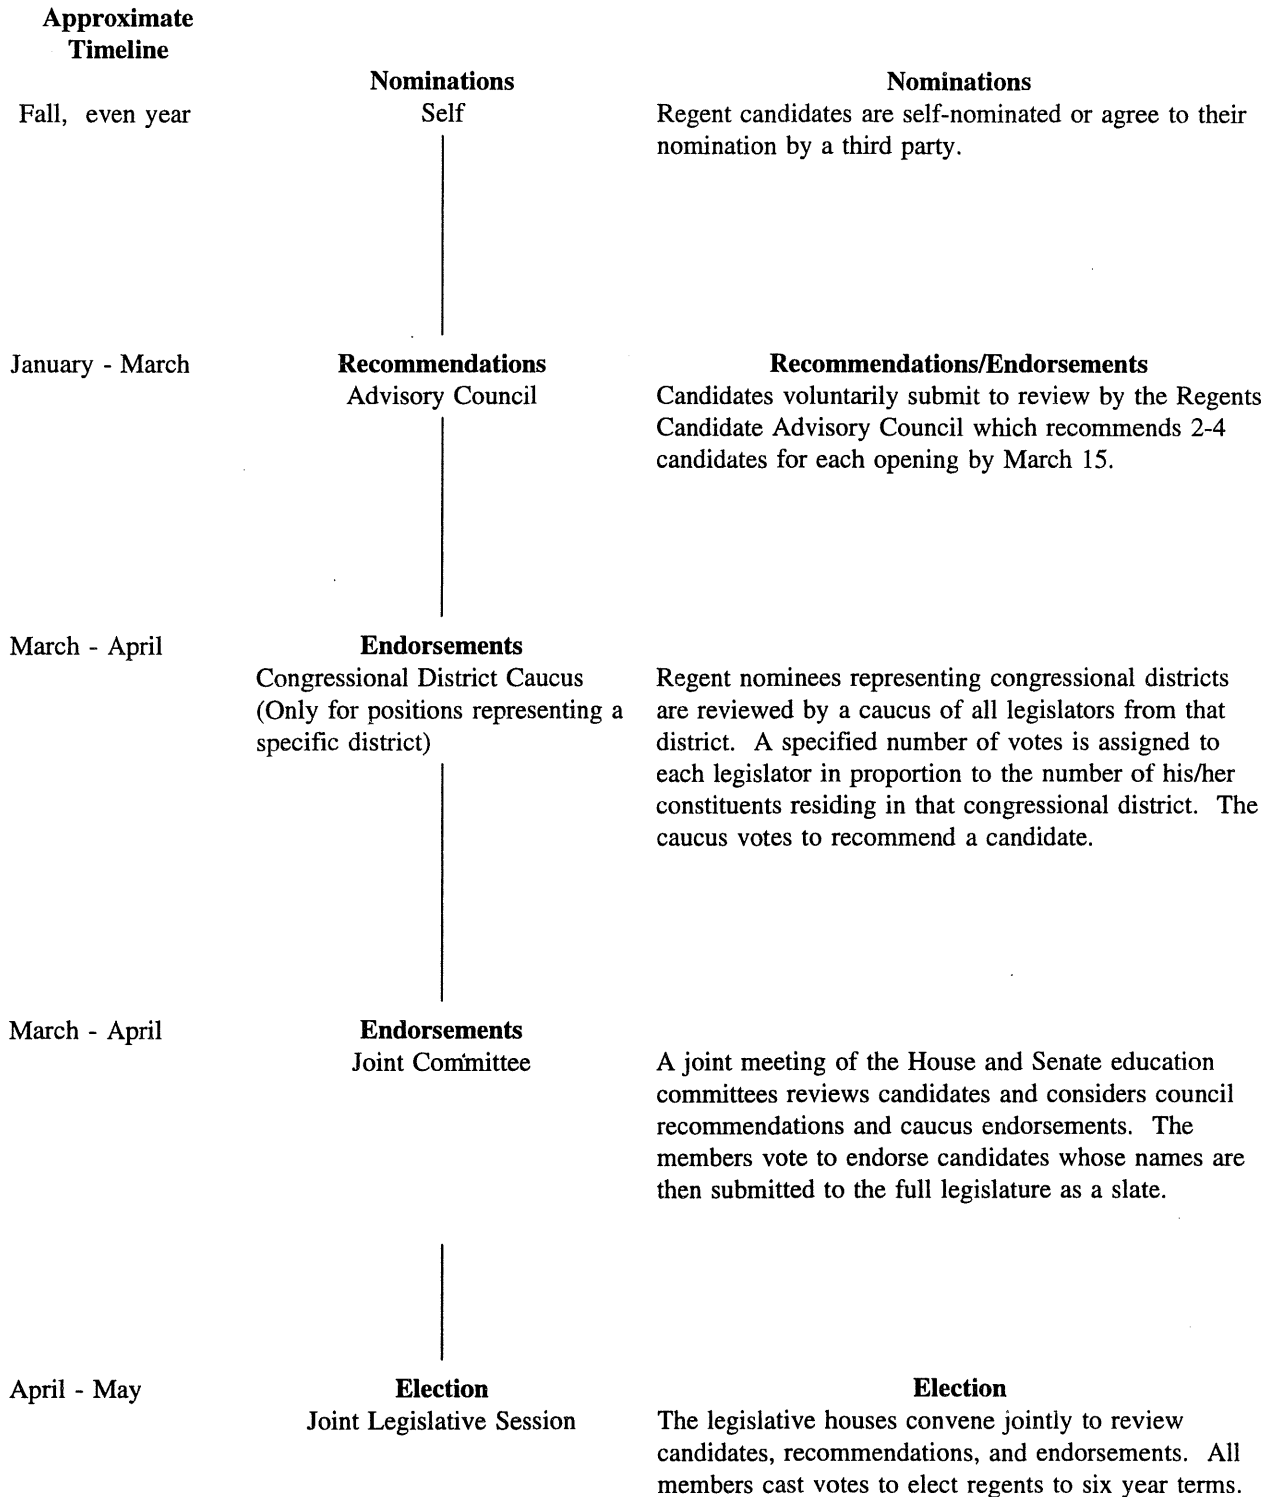 Approximate
Timeline
Nominations
Nominations
Fall, even year
Self
Regent candidates are self-nominated or agree to their
nomination by a third party.
January - March
Recommendations
Recommendations/Endorsements
Advisory Council
Candidates voluntarily submit to review by the Regents
Candidate Advisory Council which recommends 2-4
candidates for each opening by March 15.
March - April
Endorsements
Congressional District Caucus
(Only for positions representing a
specific district)
Regent nominees representing congressional districts
are reviewed by a caucus of all legislators from that
district. A specified number of votes is assigned to
each legislator in proportion to the number of his/her
constituents residing in that congressional district. The
caucus votes to recommend a candidate.
March - April
Endorsements
Joint Committee
A joint meeting of the House and Senate education
committees reviews candidates and considers council
recommendations and caucus endorsements. The
members vote to endorse candidates whose names are
then submitted to the full legislature as a slate.
April - May
Election
Election
Joint Legislative Session
The legislative houses convene jointly to review
candidates, recommendations, and endorsements. All
members cast votes to elect regents to six year terms.